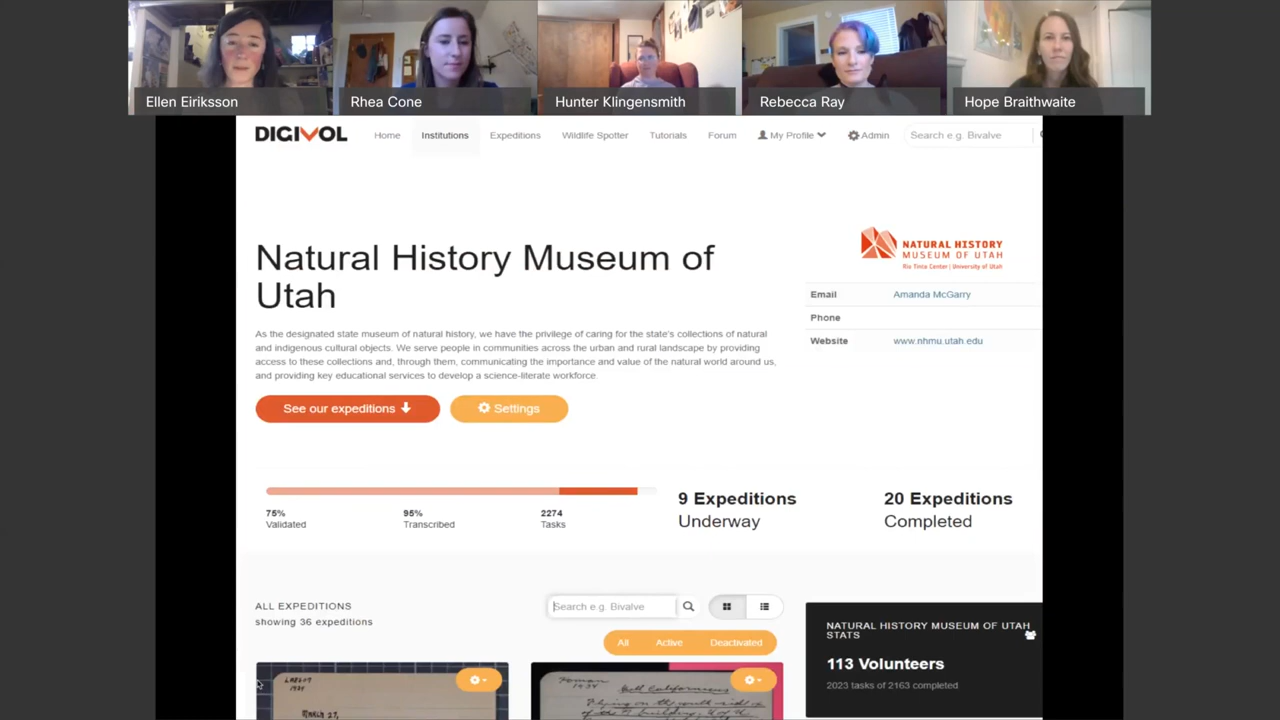 Ellen Eiriksson
Rhea Cone
Hunter Klingensmith
Rebecca Ray
Hope Braithwaite
DIGIVOL
Home
Institutions
Expeditions
Wildlife Spotter
Tutorials
Forum
My Profile
Admin
Search e.g. Bivalve
Natural History Museum of
Utah
NATURAL HISTORY
MUSEUM OF UTAH
Rio Tinto Center | University of Utah
Email Amanda McGarry
Phone
Website www.nhmu.utah.edu
As the designated state museum of natural history, we have the privilege of caring for the state's collections of natural
and indigenous cultural objects. We serve people in communities across the urban and rural landscape by providing
access to these collections and, through them, communicating the importance and value of the natural world around us,
and providing key educational services to develop a science-literate workforce.
See our expeditions
Settings
75%
Validated
95%
Transcribed
2274
Tasks
9 Expeditions
Underway
20 Expeditions
Completed
ALL EXPEDITIONS
showing 36 expeditions
Search e.g. Bivalve
All
Active
Deactivated
NATURAL HISTORY MUSEUM OF UTAH
STATS
113 Volunteers
2023 tasks of 2163 completed
1934
MARCH 27,
1934